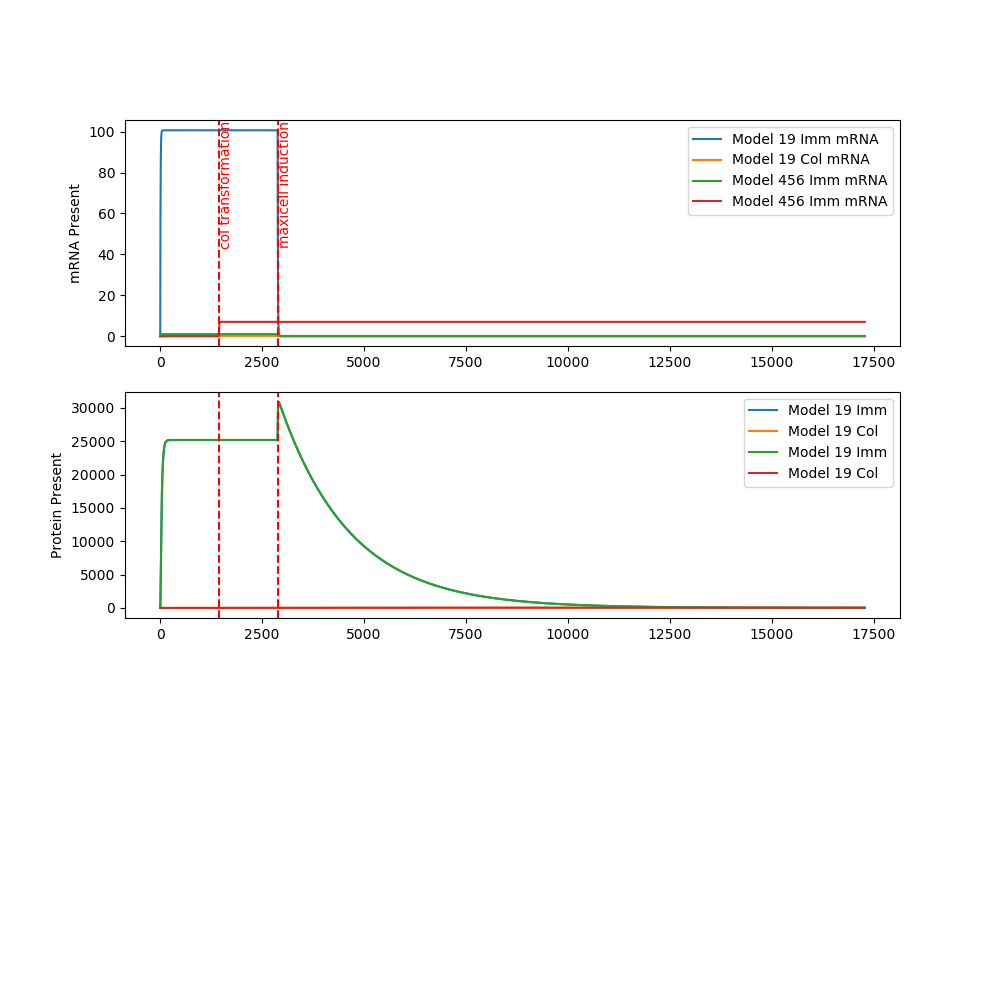 mRNA Present
100
80
60
40
20
0
col transformation
maxicell induction
Model 19 Imm mRNA
Model 19 Col mRNA
Model 456 Imm mRNA
Model 456 Imm mRNA
0 2500 5000 7500 10000 12500 15000 17500
Protein Present
30000
25000
20000
15000
10000
5000
0
Model 19 Imm
Model 19 Col
Model 19 Imm
Model 19 Col
0 2500 5000 7500 10000 12500 15000 17500